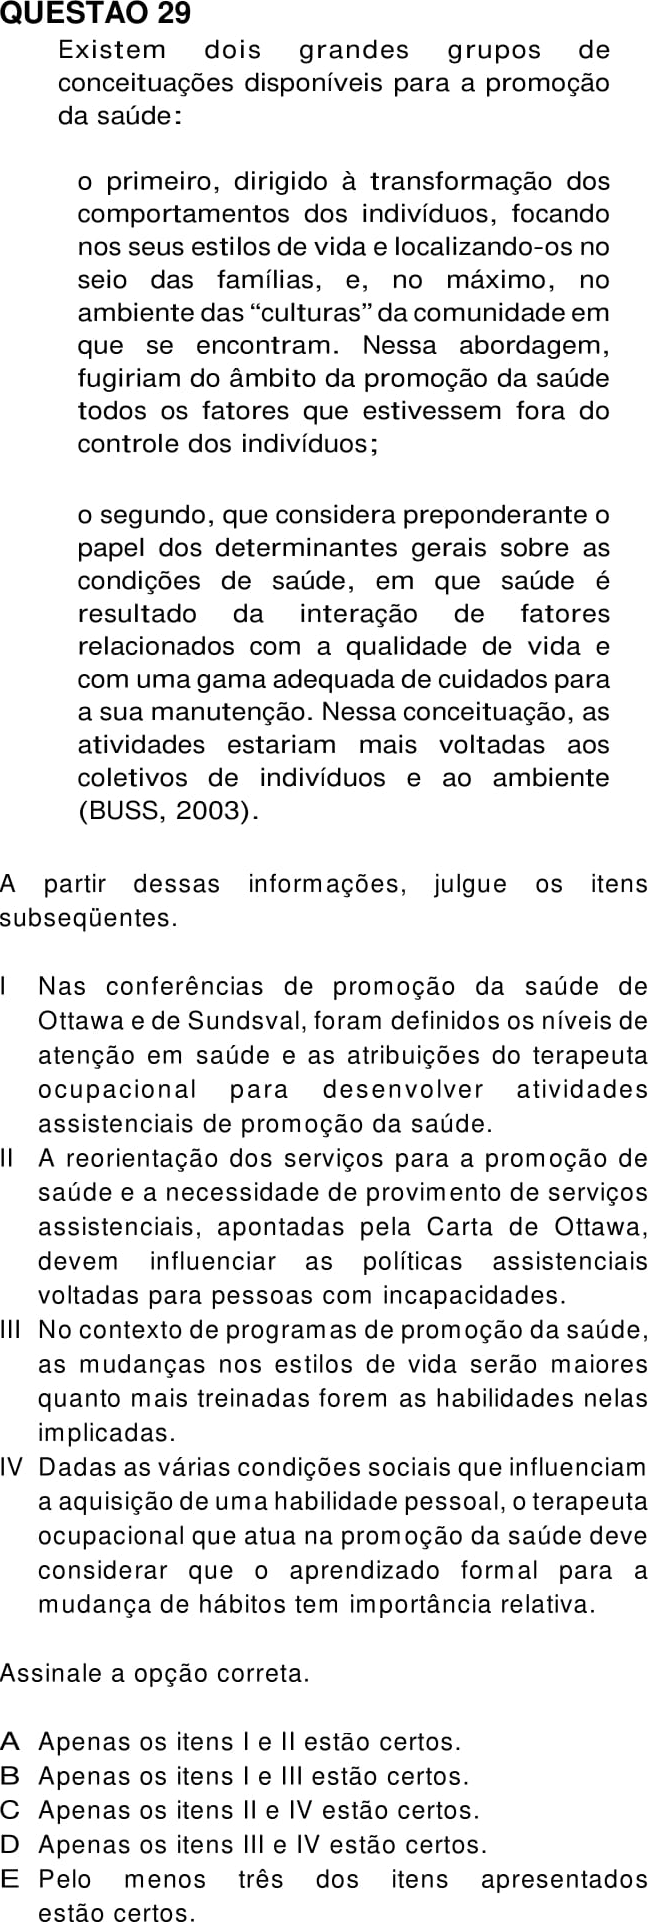 QUESTÃO 29
Existem dois grandes grupos de
conceituações disponíveis para a promoção
da saúde:
o primeiro, dirigido à transformação dos
comportamentos dos indivíduos, focando
nos seus estilos de vida e localizando-os no
seio das famílias, e, no máximo, no
ambiente das “culturas” da comunidade em
que se encontram. Nessa abordagem,
fugiriam do âmbito da promoção da saúde
todos os fatores que estivessem fora do
controle dos indivíduos;
o segundo, que considera preponderante o
papel dos determinantes gerais sobre as
condições de saúde, em que saúde é
resultado da interação de fatores
relacionados com a qualidade de vida e
com uma gama adequada de cuidados para
a sua manutenção. Nessa conceituação, as
atividades estariam mais voltadas aos
coletivos de indivíduos e ao ambiente
(BUSS, 2003).
A partir dessas informações, julgue os itens
subseqüentes.
I Nas conferências de promoção da saúde de
Ottawa e de Sundsval, foram definidos os níveis de
atenção em saúde e as atribuições do terapeuta
ocupacional para desenvolver atividades
assistenciais de promoção da saúde.
II A reorientação dos serviços para a promoção de
saúde e a necessidade de provimento de serviços
assistenciais, apontadas pela Carta de Ottawa,
devem influenciar as políticas assistenciais
voltadas para pessoas com incapacidades.
III No contexto de programas de promoção da saúde,
as mudanças nos estilos de vida serão maiores
quanto mais treinadas forem as habilidades nelas
implicadas.
IV Dadas as várias condições sociais que influenciam
a aquisição de uma habilidade pessoal, o terapeuta
ocupacional que atua na promoção da saúde deve
considerar que o aprendizado formal para a
mudança de hábitos tem importância relativa.
Assinale a opção correta.
A Apenas os itens I e II estão certos.
B Apenas os itens I e III estão certos.
C Apenas os itens II e IV estão certos.
D Apenas os itens III e IV estão certos.
E Pelo menos três dos itens apresentados
estão certos.